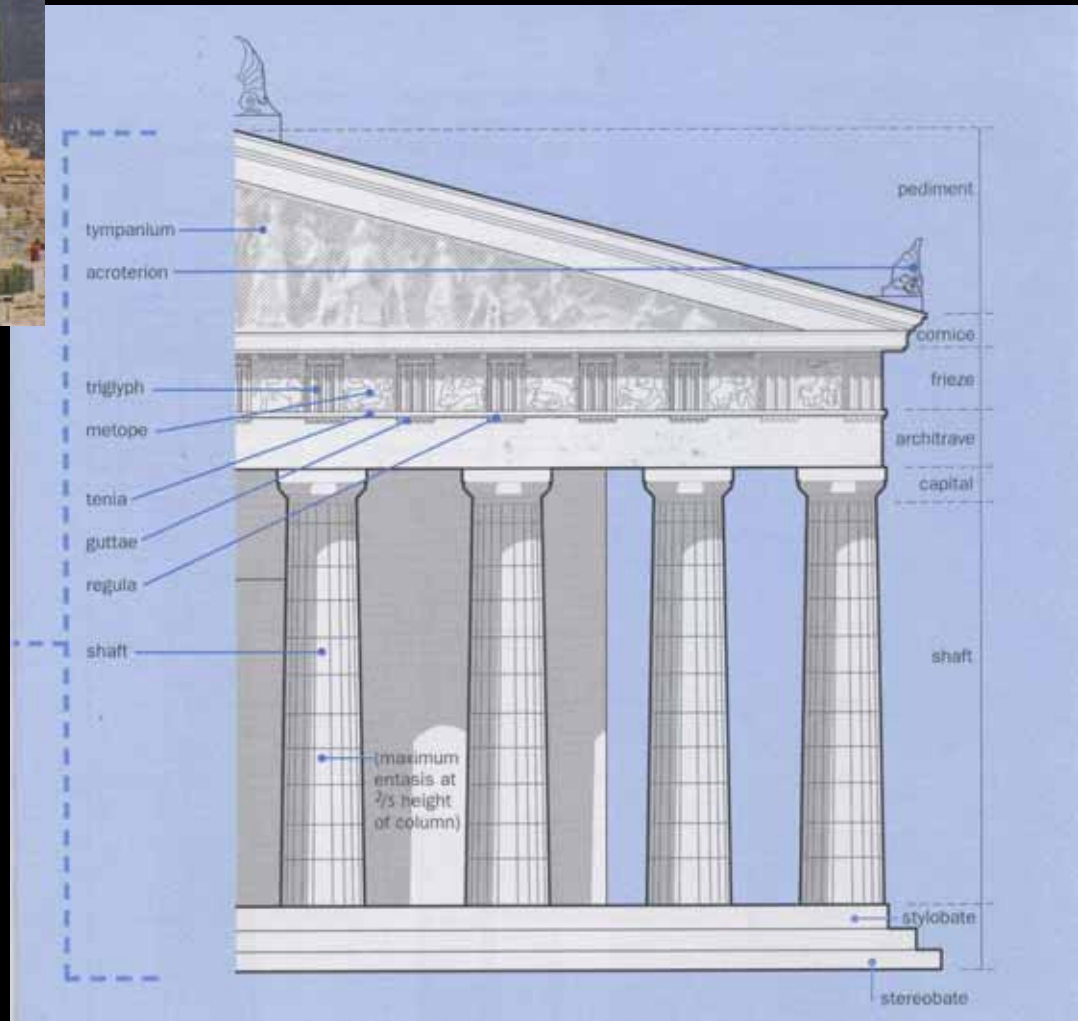 pediment
tympanium
acroterion
cornice
frieze
triglyph
metope
architrave
capital
tenia
guttae
regula
shaft
shaft
(maximum
entasis at
2/5 height
of column)
stylobate
stereobate